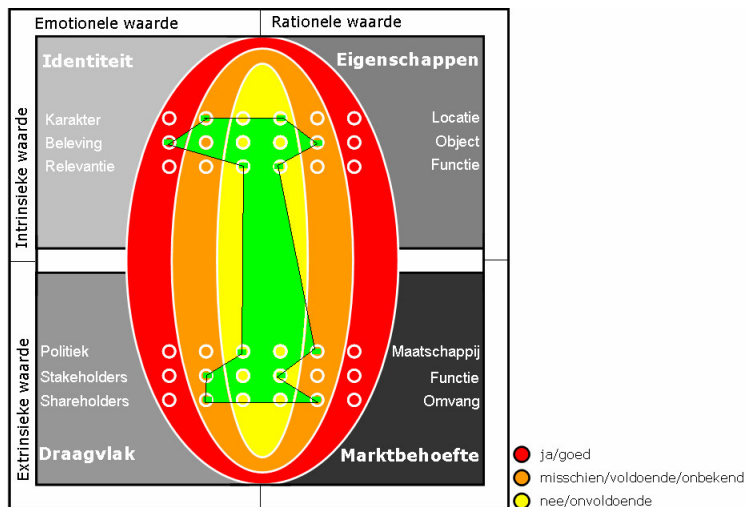 Emotionele waarde
Rationele waarde
Intrinsieke waarde
Identiteit
Eigenschappen
Karakter
Locatie
Beleving
Object
Relevantie
Functie
Extrinsieke waarde
Politiek
Maatschappij
Stakeholders
Functie
Shareholders
Omvang
Draagvlak
Marktbehoefte
ja/goed
misschien/voldoende/onbekend
nee/onvoldoende